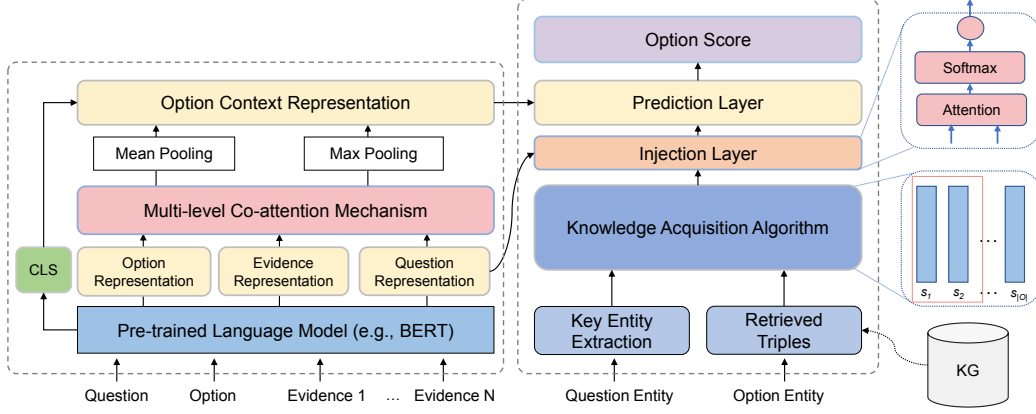 Option Score
Option Context Representation
Prediction Layer
Softmax
Attention
Mean Pooling
Max Pooling
Injection Layer
Multi-level Co-attention Mechanism
Knowledge Acquisition Algorithm
CLS
Option
Representation
Evidence
Representation
Question
Representation
s1
s2
...
...
s|O|
Pre-trained Language Model (e.g., BERT)
Key Entity
Extraction
Retrieved
Triples
KG
Question
Option
Evidence 1
...
Evidence N
Question Entity
Option Entity